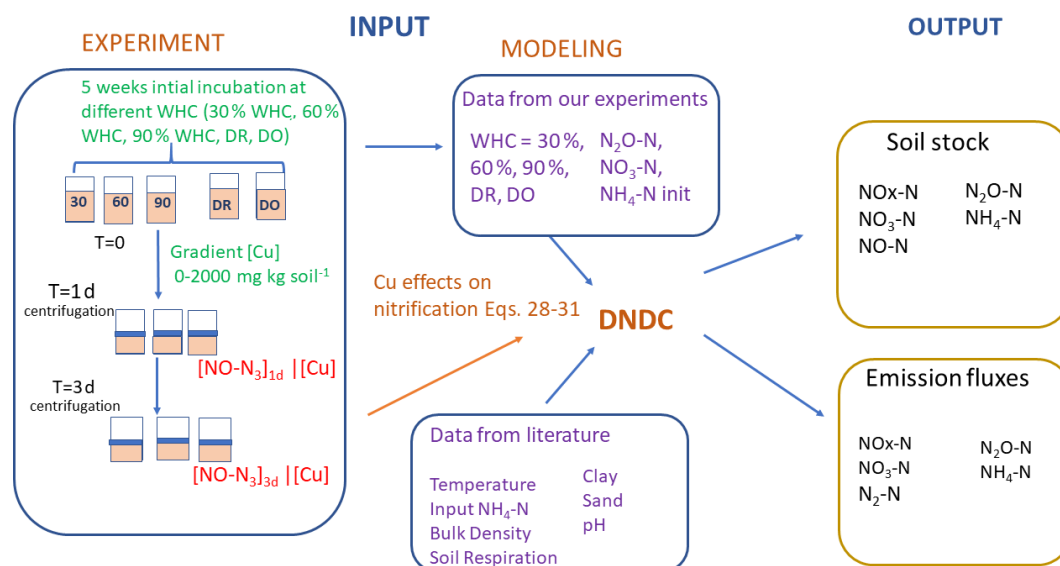 INPUT
OUTPUT
EXPERIMENT
MODELING
5 weeks intial incubation at
different WHC (30 % WHC, 60 %
WHC, 90 % WHC, DR, DO)
30 60 90 DR DO
T=0
Gradient [Cu]
0-2000 mg kg soil⁻¹
T=1 d
centrifugation
[NO-N₃]₁d |[Cu]
T=3 d
centrifugation
[NO-N₃]₃d |[Cu]
Data from our experiments
WHC = 30 %,
60 %, 90 %,
DR, DO
N₂O-N,
NO₃-N,
NH₄-N init
Cu effects on
nitrification Eqs. 28-31
DNDC
Data from literature
Temperature
Input NH₄-N
Bulk Density
Soil Respiration
Clay
Sand
pH
Soil stock
NOx-N
NO₃-N
NO-N
N₂O-N
NH₄-N
Emission fluxes
NOx-N
NO₃-N
N₂-N
N₂O-N
NH₄-N